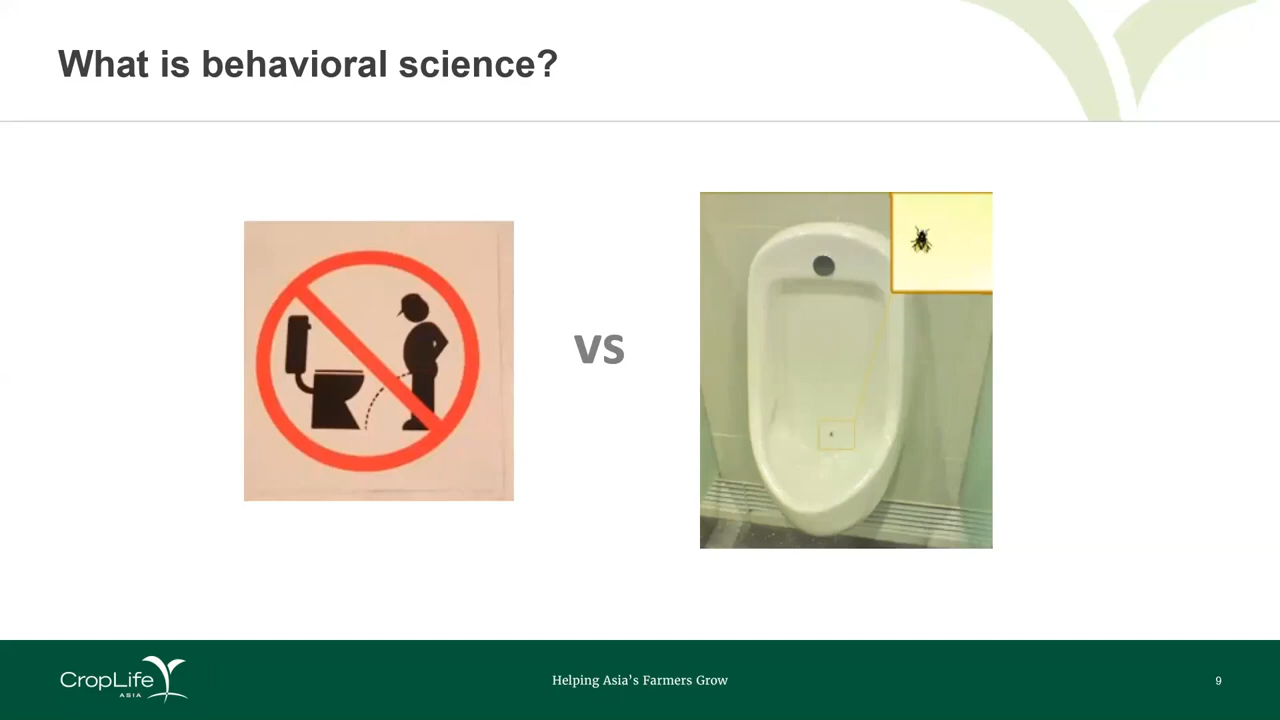 What is behavioral science?
vs
CropLife
ASIA
Helping Asia's Farmers Grow
9